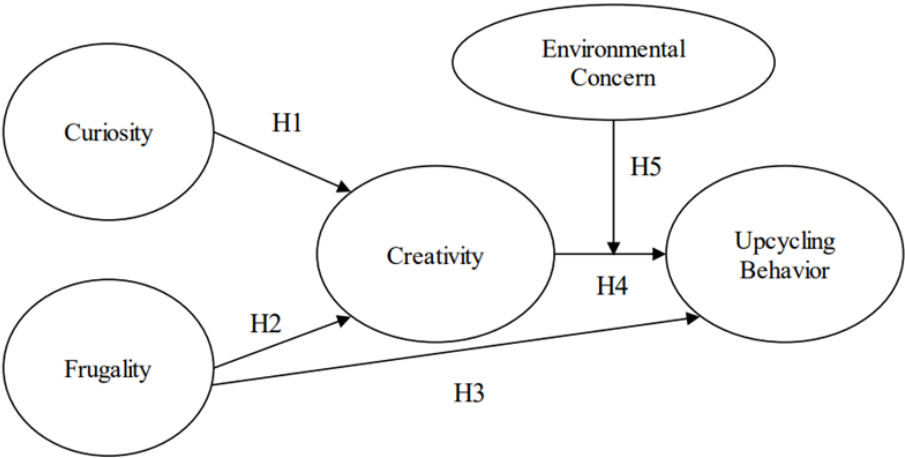 Environmental
Concern
Curiosity
H1
H5
Creativity
Upcycling
Behavior
H4
H2
Frugality
H3